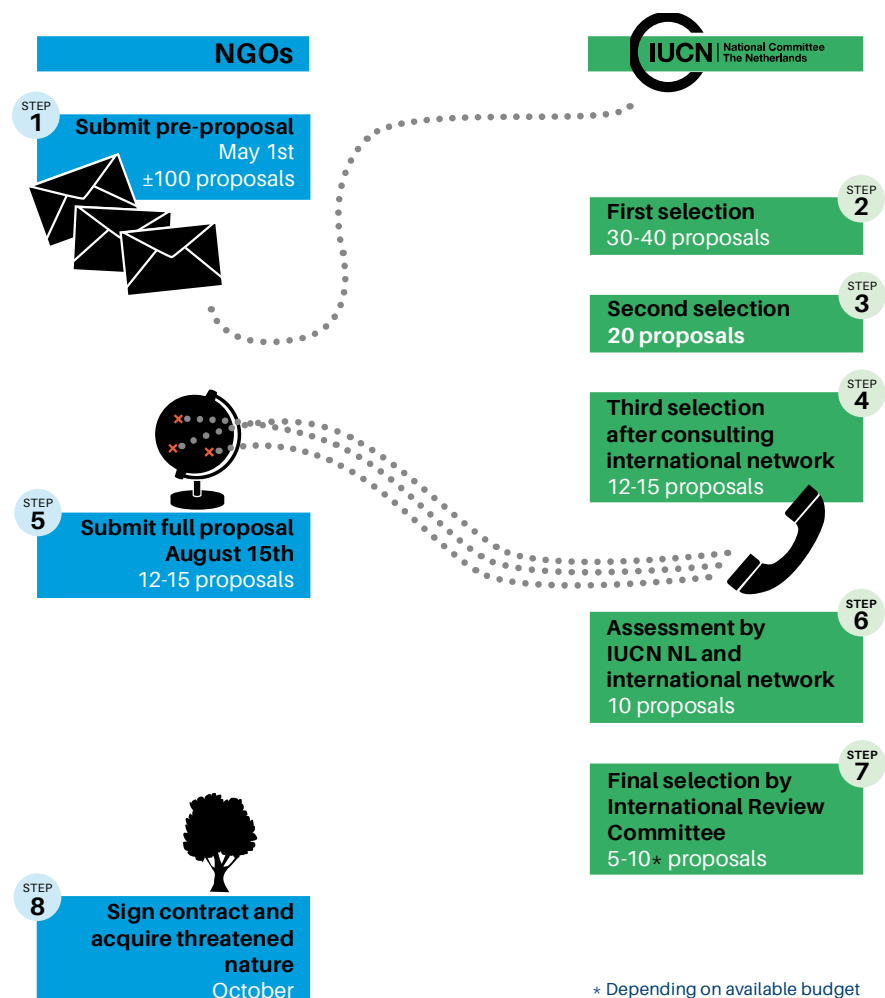 NGOs
IUCN
National Committee
The Netherlands
STEP
1
Submit pre-proposal
May 1st
±100 proposals
STEP
2
First selection
30-40 proposals
STEP
3
Second selection
20 proposals
STEP
4
Third selection
after consulting
international network
12-15 proposals
STEP
5
Submit full proposal
August 15th
12-15 proposals
STEP
6
Assessment by
IUCN NL and
international network
10 proposals
STEP
7
Final selection by
International Review
Committee
5-10* proposals
STEP
8
Sign contract and
acquire threatened
nature
October
* Depending on available budget